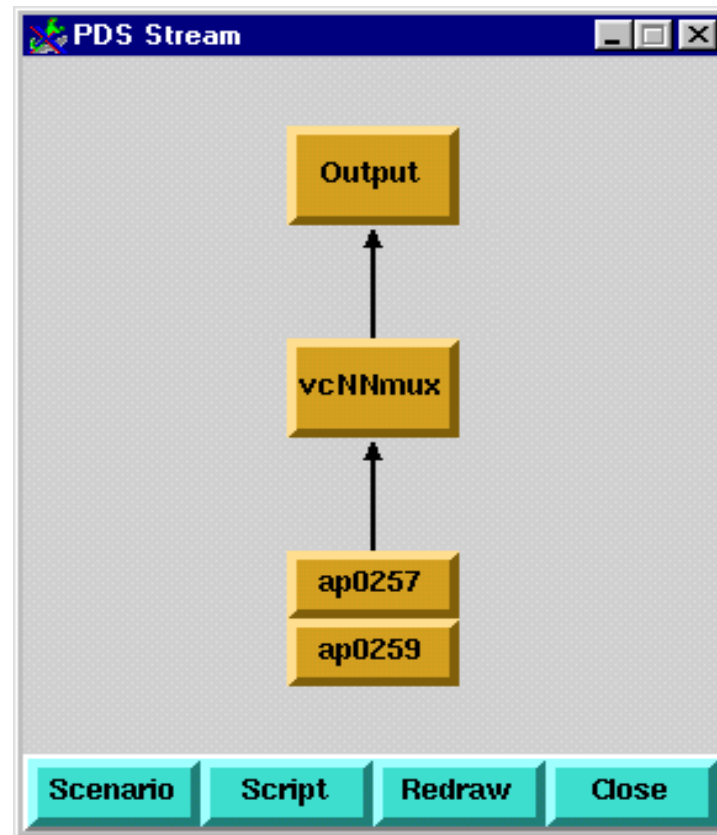 PDS Stream
Output
vcNNmux
ap0257
ap0259
Scenario Script Redraw Close